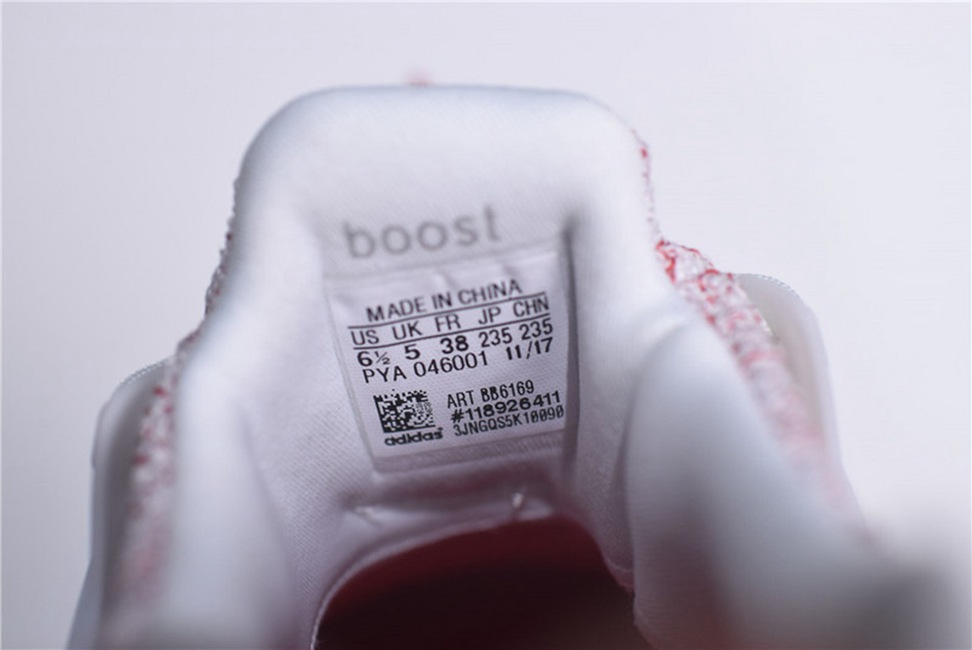 boost
MADE IN CHINA
US UK FR JP CHN
6½ 5 38 235 235
PYA 046001 11/17
ART BB6169
#118926411
3JNGQS5K10090
adidas